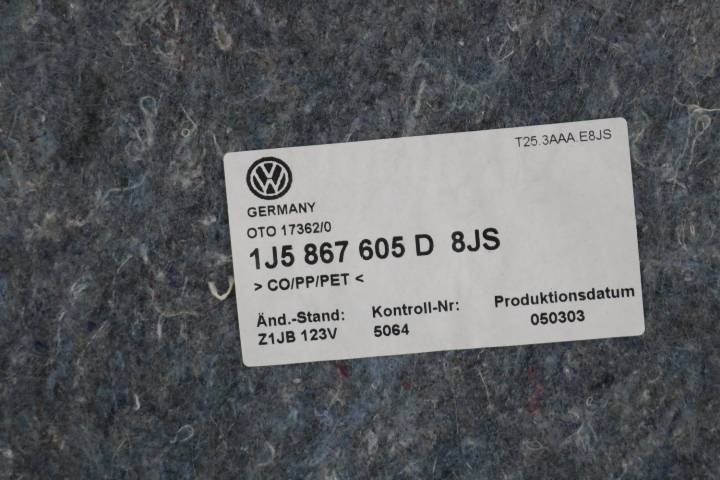 T25.3AAA.E8JS
GERMANY
OTO 17362/0
1J5 867 605 D 8JS
> CO/PP/PET <
Änd.-Stand: Kontroll-Nr: Produktionsdatum
Z1JB 123V 5064 050303